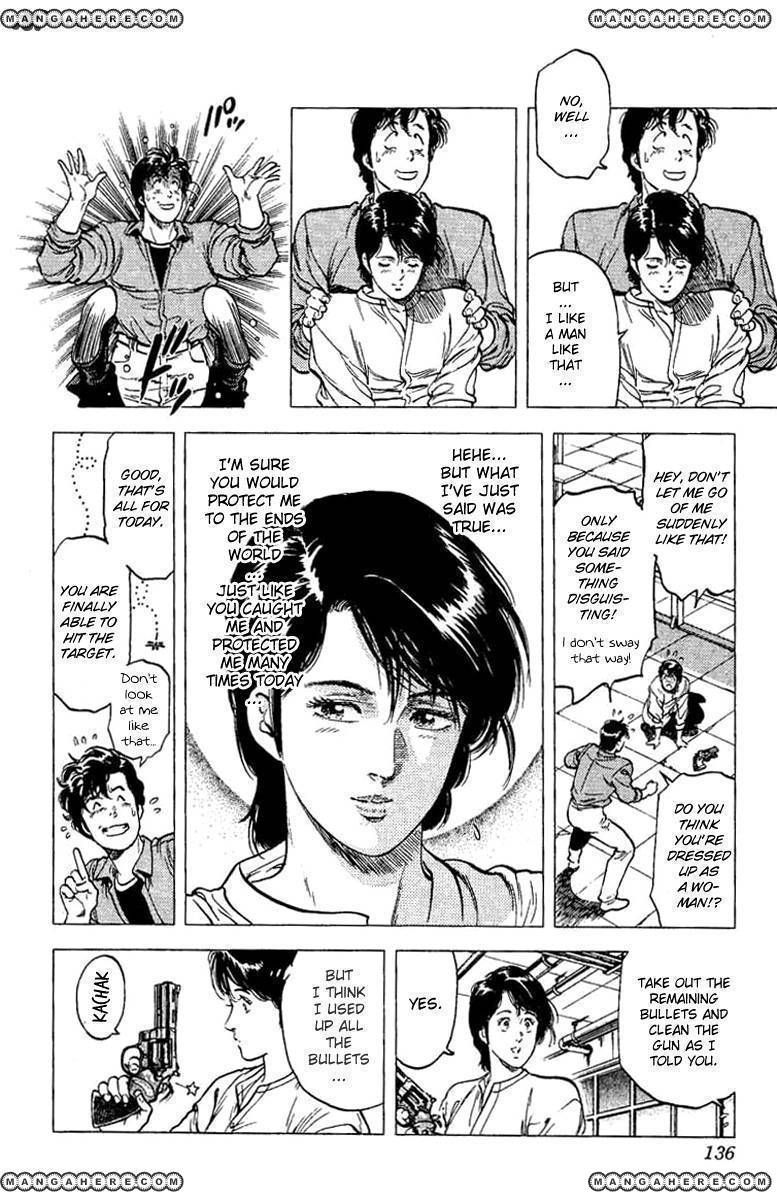 MANGAHERE.COM
MANGAHERE.COM
NO,
WELL
...
BUT
...
I LIKE
A MAN
LIKE
THAT
...
パッ
HEY, DON'T
LET ME GO
OF ME
SUDDENLY
LIKE THAT!
ONLY
BECAUSE
YOU SAID
SOME-
THING
DISGUIS-
TING!
I don't sway
that way!
DO YOU
THINK
YOU'RE
DRESSED
UP AS
A WO-
MAN!?
HEHE...
BUT WHAT
I'VE JUST
SAID WAS
TRUE...
I'M SURE
YOU WOULD
PROTECT ME
TO THE ENDS
OF THE
WORLD
...
JUST LIKE
YOU CAUGHT
ME AND
PROTECTED
ME MANY
TIMES TODAY
...
GOOD,
THAT'S
ALL FOR
TODAY.
YOU ARE
FINALLY
ABLE TO
HIT THE
TARGET.
Don't
look
at me
like
that...
TAKE OUT THE
REMAINING
BULLETS AND
CLEAN THE
GUN AS I
TOLD YOU.
YES.
BUT
I THINK
I USED
UP ALL
THE
BULLETS
...
KACHAK
136
MANGAHERE.COM
MANGAHERE.COM